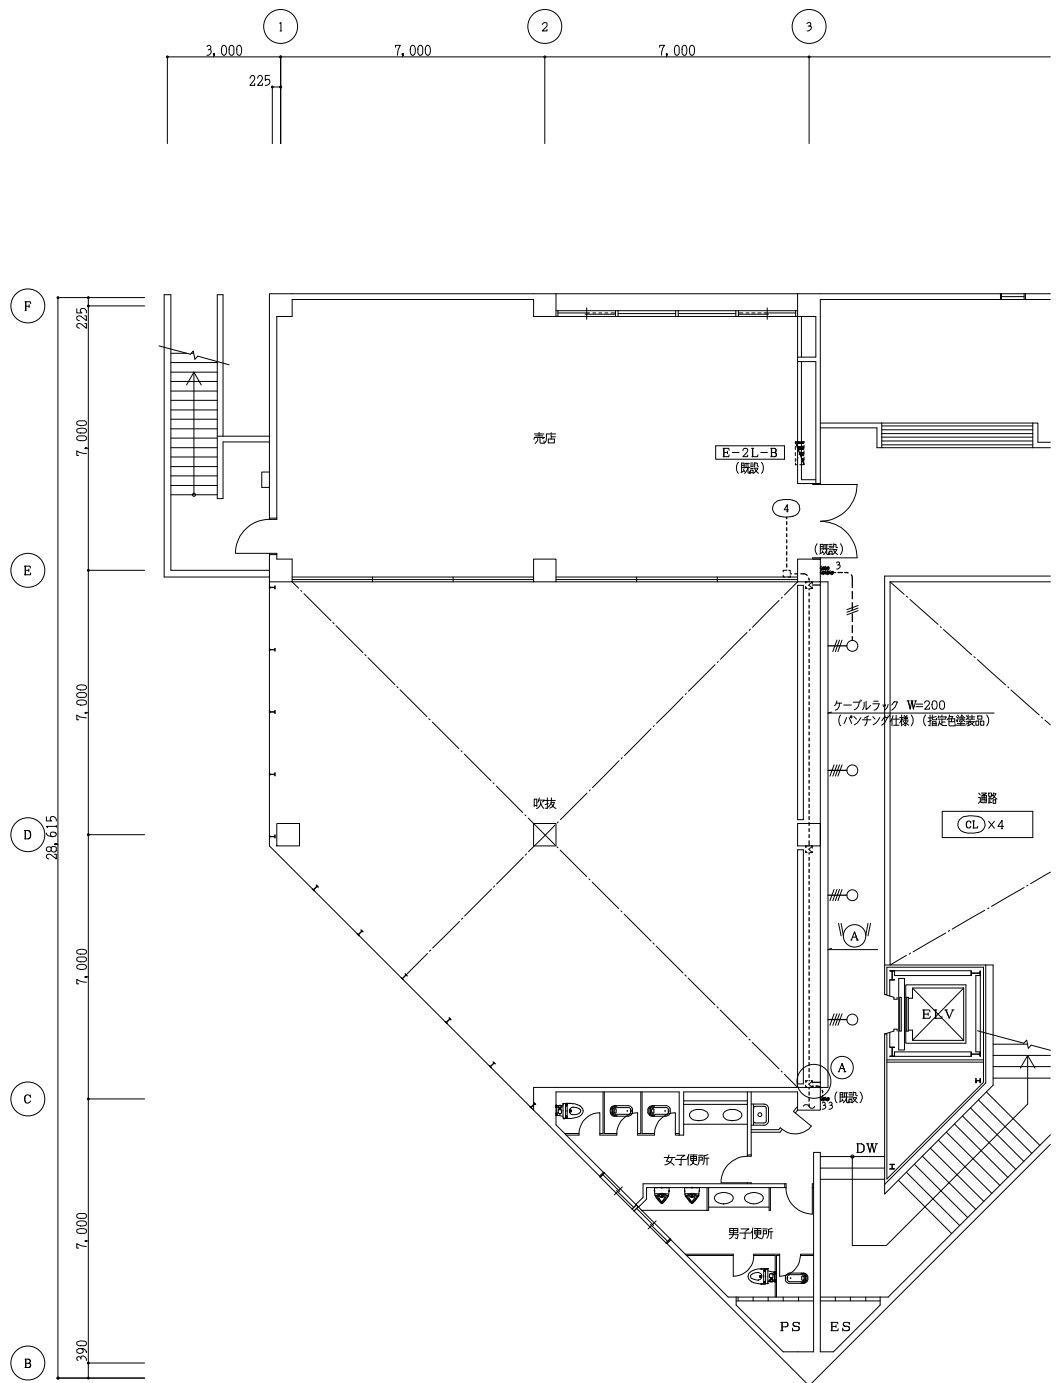 1
2
3
3,000
7,000
7,000
225
F
225
7,000
売店
E-2L-B
(既設)
4
(既設)
3
E
7,000
ケーブルラック W=200
(パンチング仕様)(指定色塗装品)
吹抜
通路
CL×4
D
28,615
A
7,000
ELV
A
C
(既設)
33
DW
女子便所
7,000
男子便所
PS
ES
390
B